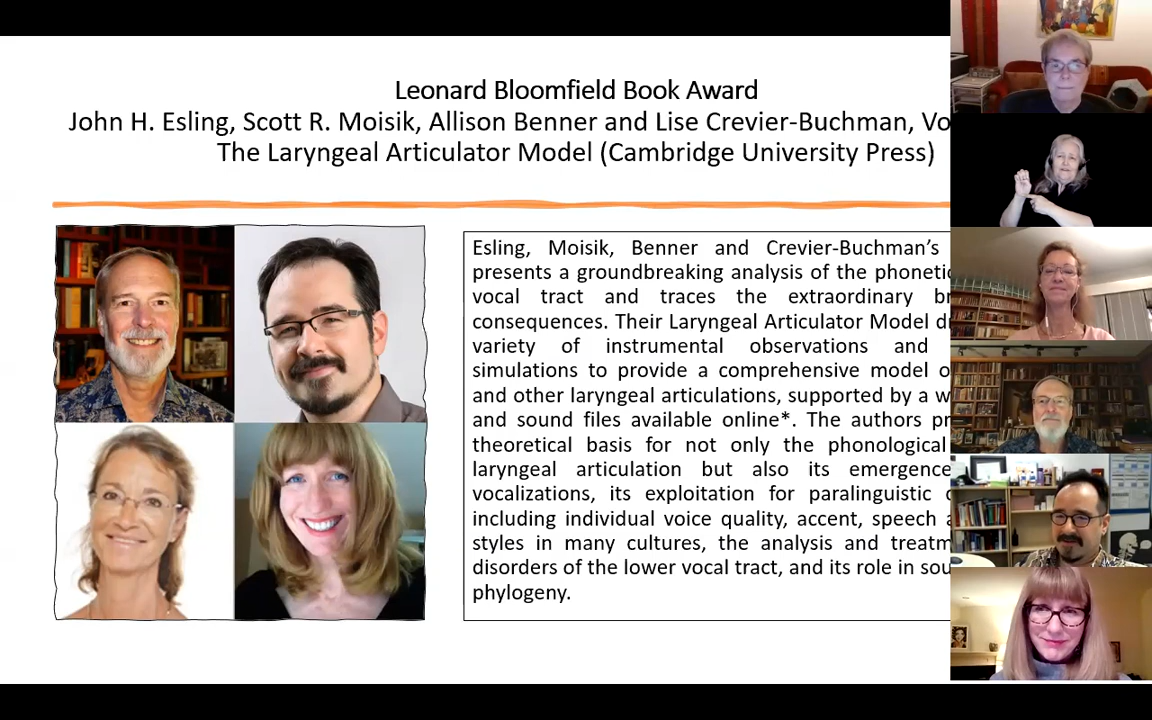 Leonard Bloomfield Book Award
John H. Esling, Scott R. Moisik, Allison Benner and Lise Crevier-Buchman,
The Laryngeal Articulator Model (Cambridge University Press)
Esling, Moisik, Benner and Crevier-Buchman’s
presents a groundbreaking analysis of the
vocal tract and traces the extraordinary
consequences. Their Laryngeal Articulator Model
variety of instrumental observations and
simulations to provide a comprehensive model
and other laryngeal articulations, supported by a
and sound files available online*. The authors
theoretical basis for not only the phonological
laryngeal articulation but also its emergence
vocalizations, its exploitation for paralinguistic
including individual voice quality, accent, speech
styles in many cultures, the analysis and
disorders of the lower vocal tract, and its role in
phylogeny.